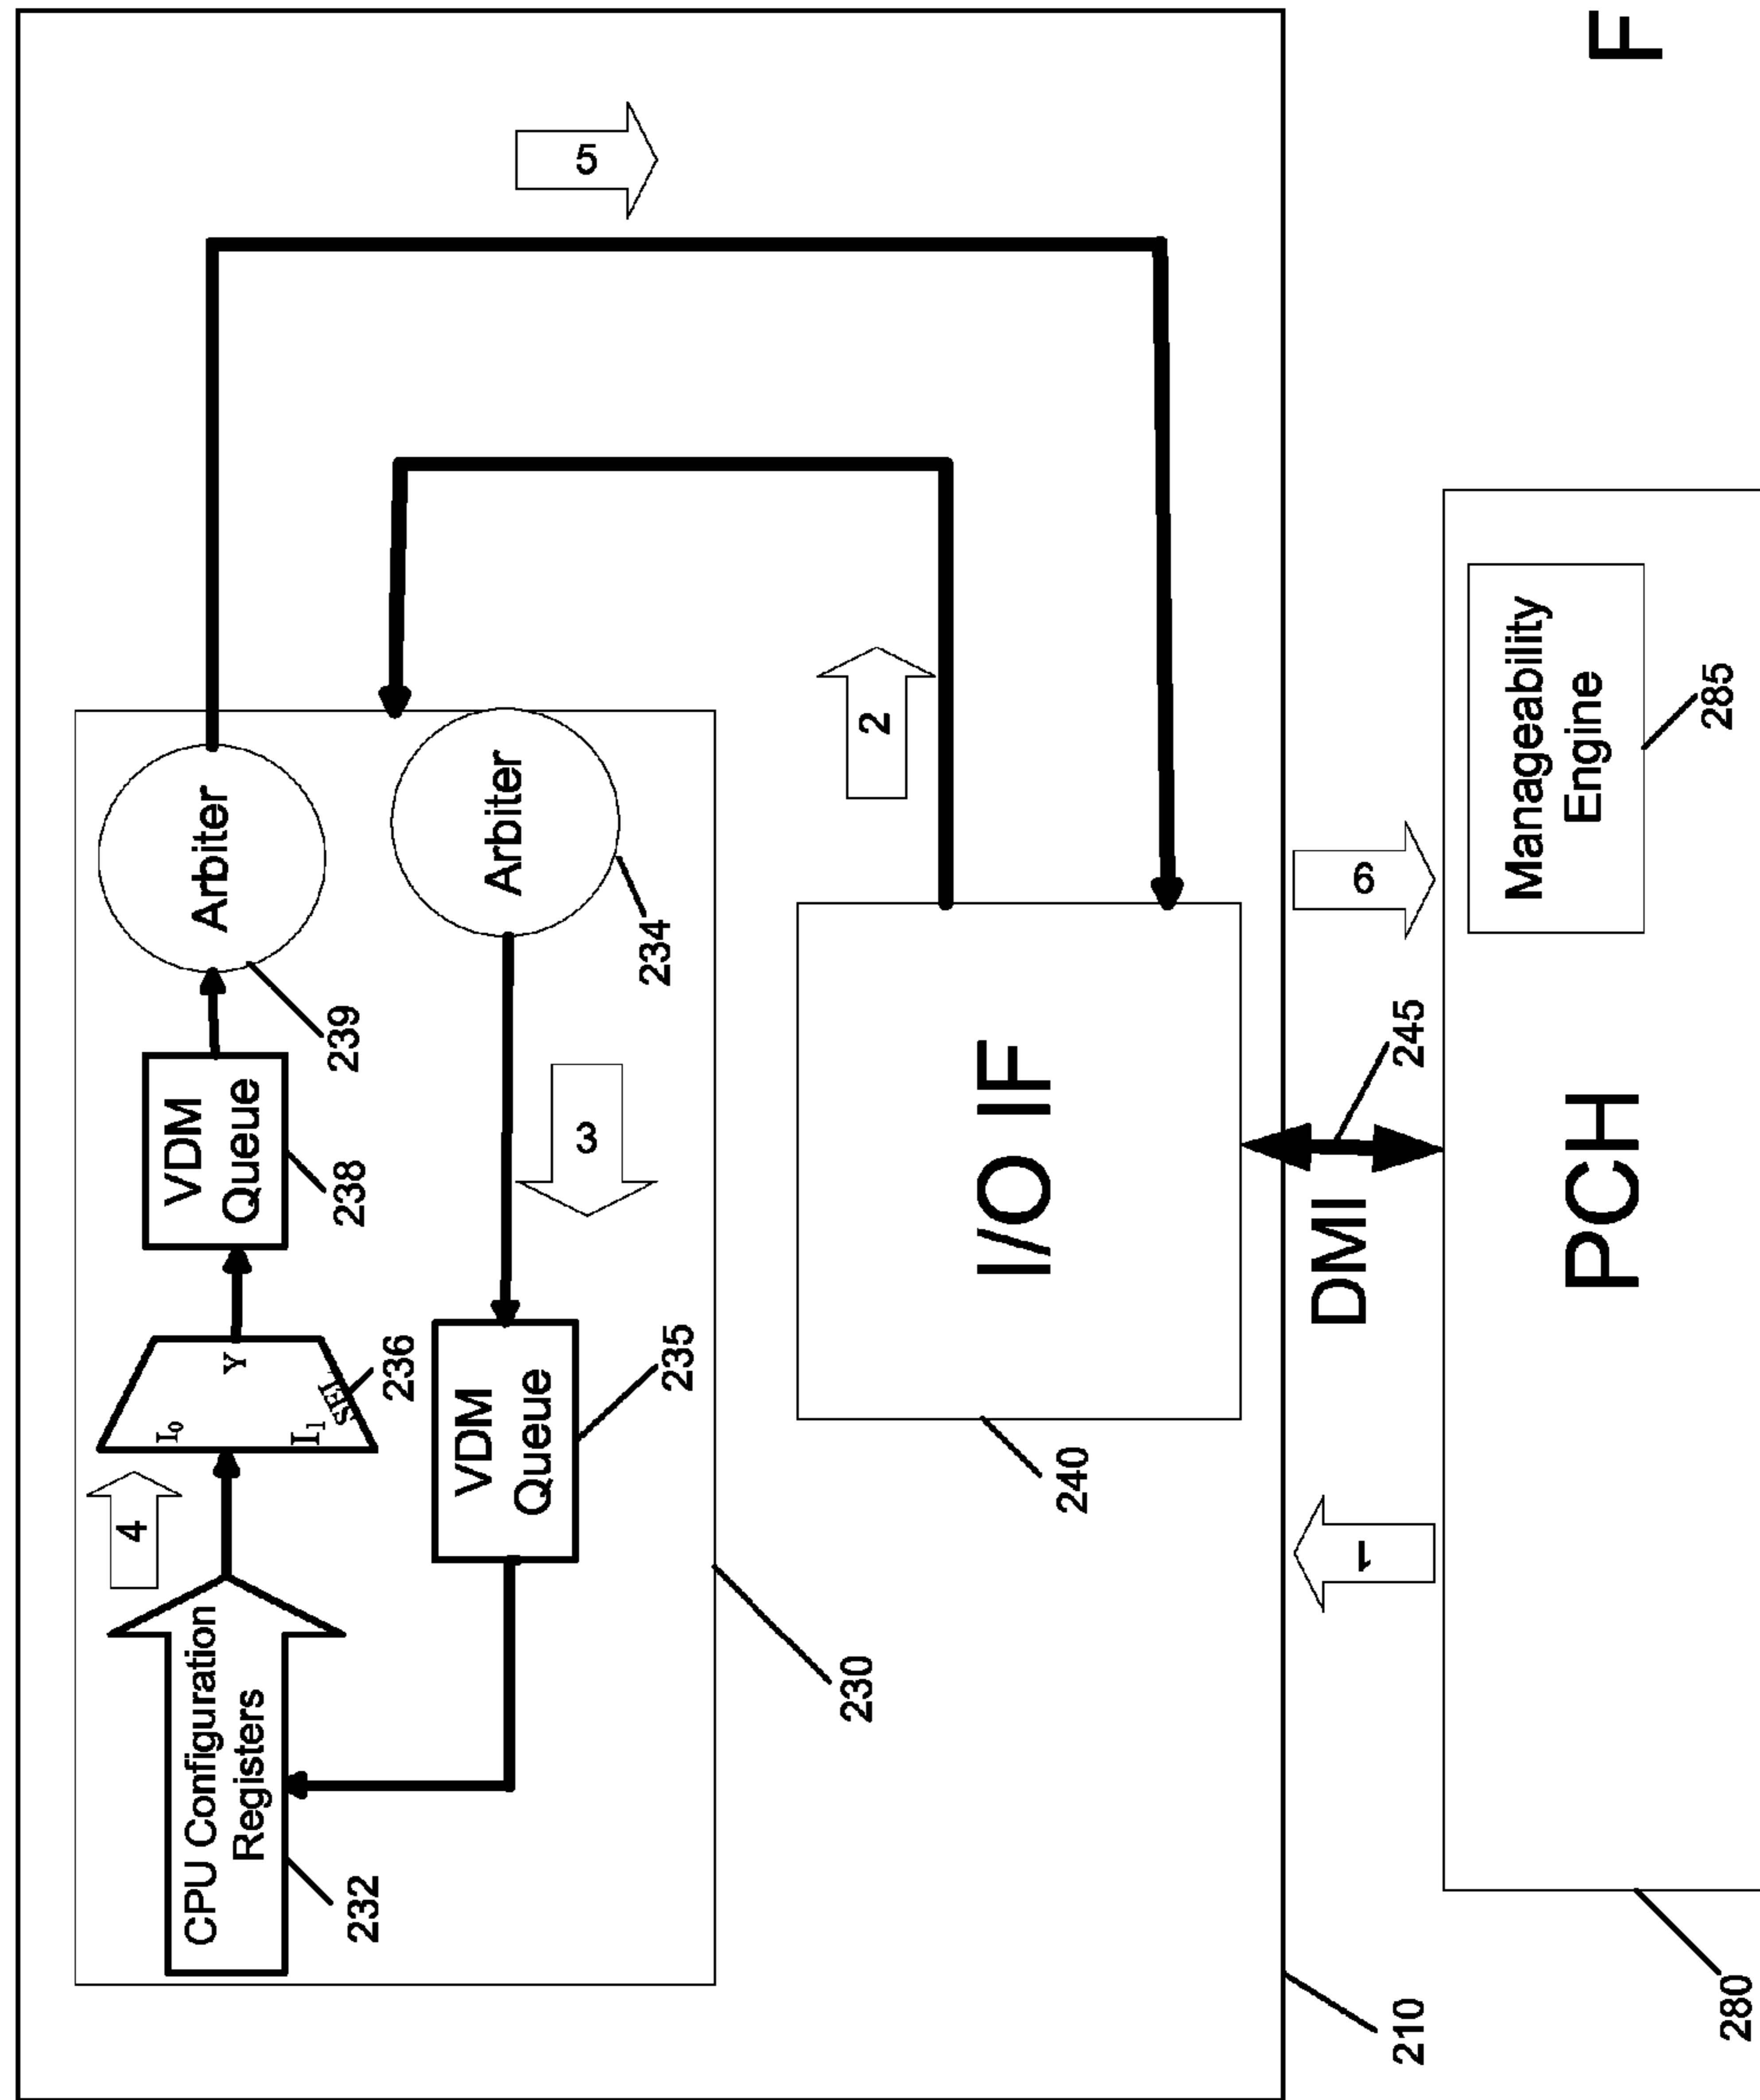 CPU Configuration
Registers
232
4
I0
I1
SEL
Y
236
VDM
Queue
238
Arbiter
239
VDM
Queue
235
3
Arbiter
234
5
230
2
I/O IF
240
210
1
DMI
245
6
PCH
Manageability
Engine
285
280
F